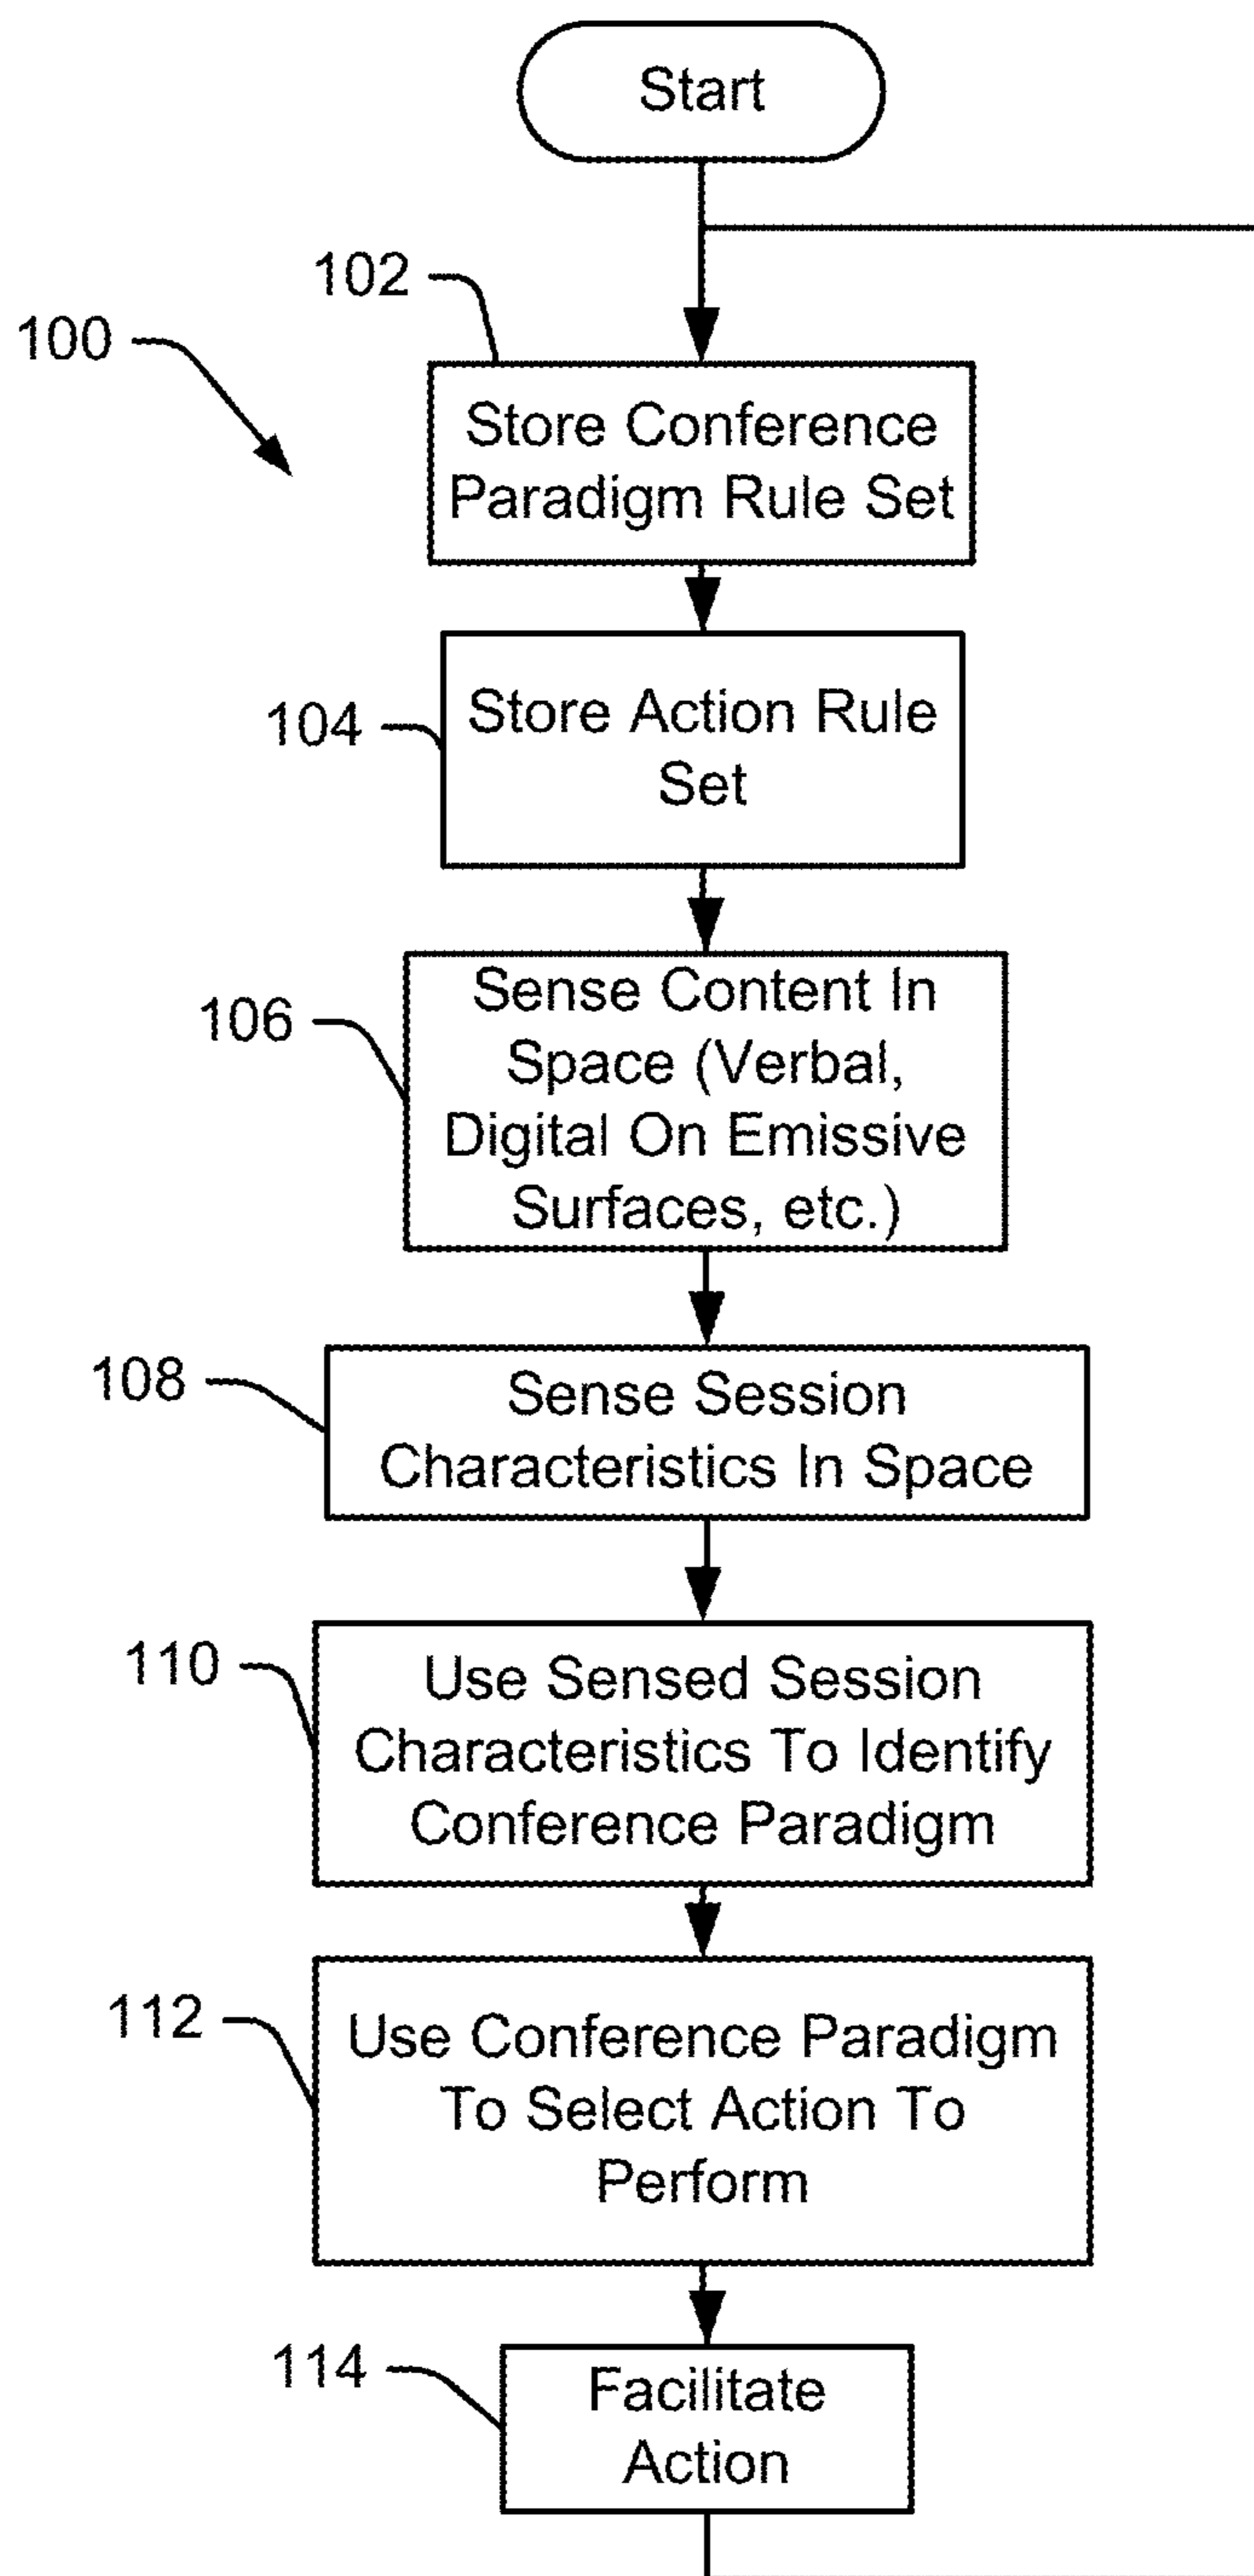 Start
102
100
Store Conference
Paradigm Rule Set
104
Store Action Rule
Set
106
Sense Content In
Space (Verbal,
Digital On Emissive
Surfaces, etc.)
108
Sense Session
Characteristics In Space
110
Use Sensed Session
Characteristics To Identify
Conference Paradigm
112
Use Conference Paradigm
To Select Action To
Perform
114
Facilitate
Action